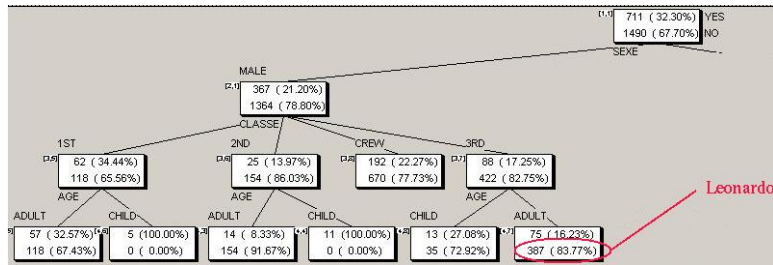 [1,1] 711 ( 32.30%) YES
1490 ( 67.70%) NO
SEXE
MALE
[2,1] 367 ( 21.20%)
1364 ( 78.80%)
CLASSE
1ST 2ND CREW 3RD
[3,5] 62 ( 34.44%) [3,6] 25 ( 13.97%) [3,8] 192 ( 22.27%) [3,7] 88 ( 17.25%)
118 ( 65.56%) 154 ( 86.03%) 670 ( 77.73%) 422 ( 82.75%)
AGE AGE AGE
Leonardo
ADULT CHILD ADULT CHILD CHILD ADULT
57 ( 32.57%) 5 (100.00%) 14 ( 8.33%) 11 (100.00%) 13 ( 27.08%) 75 ( 16.23%)
118 ( 67.43%) 0 ( 0.00%) 154 ( 91.67%) 0 ( 0.00%) 35 ( 72.92%) 387 ( 83.77%)